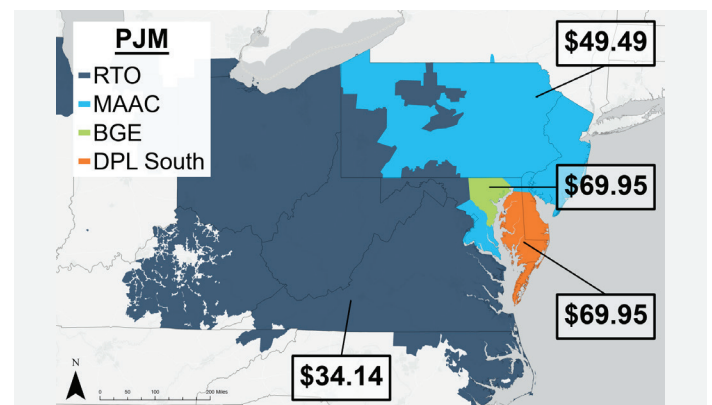 PJM
RTO
MAAC
BGE
DPL South
$49.49
$69.95
$69.95
$34.14
N
0 50 100 200 Miles